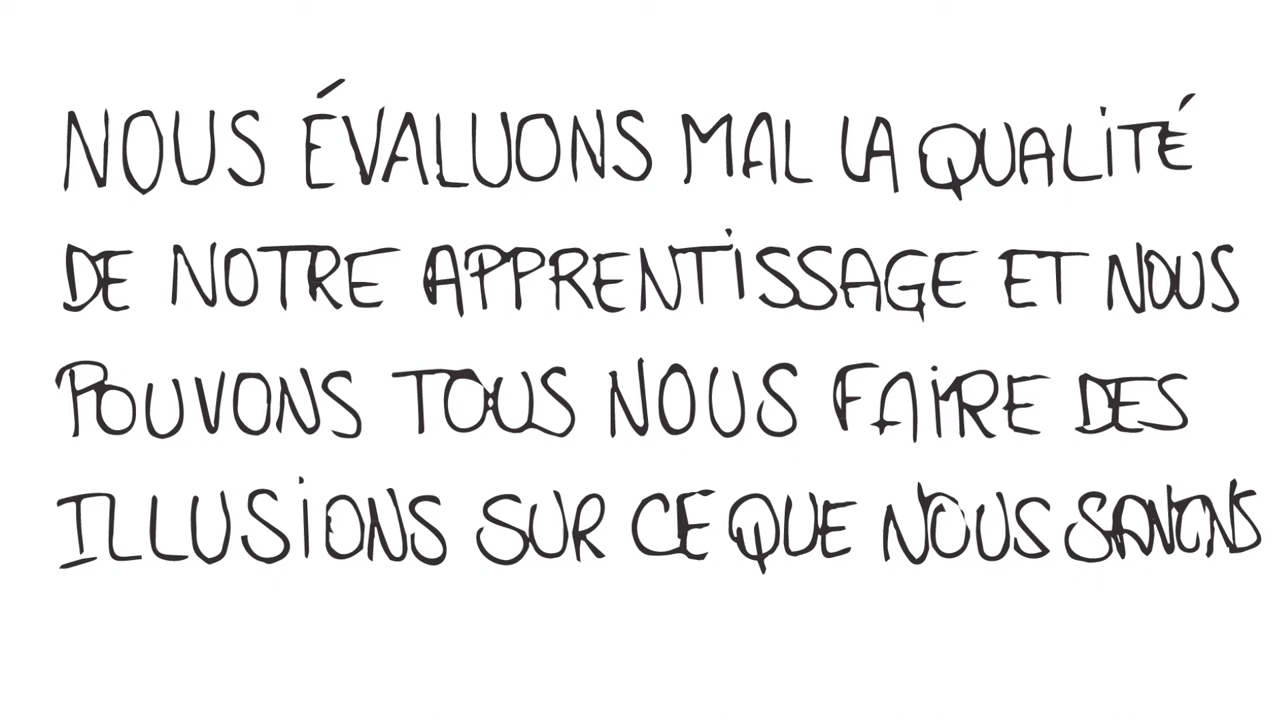 NOUS ÉVALUONS MAL LA QUALITÉ
DE NOTRE APPRENTISSAGE ET NOUS
POUVONS TOUS NOUS FAIRE DES
ILLUSIONS SUR CE QUE NOUS SAVONS